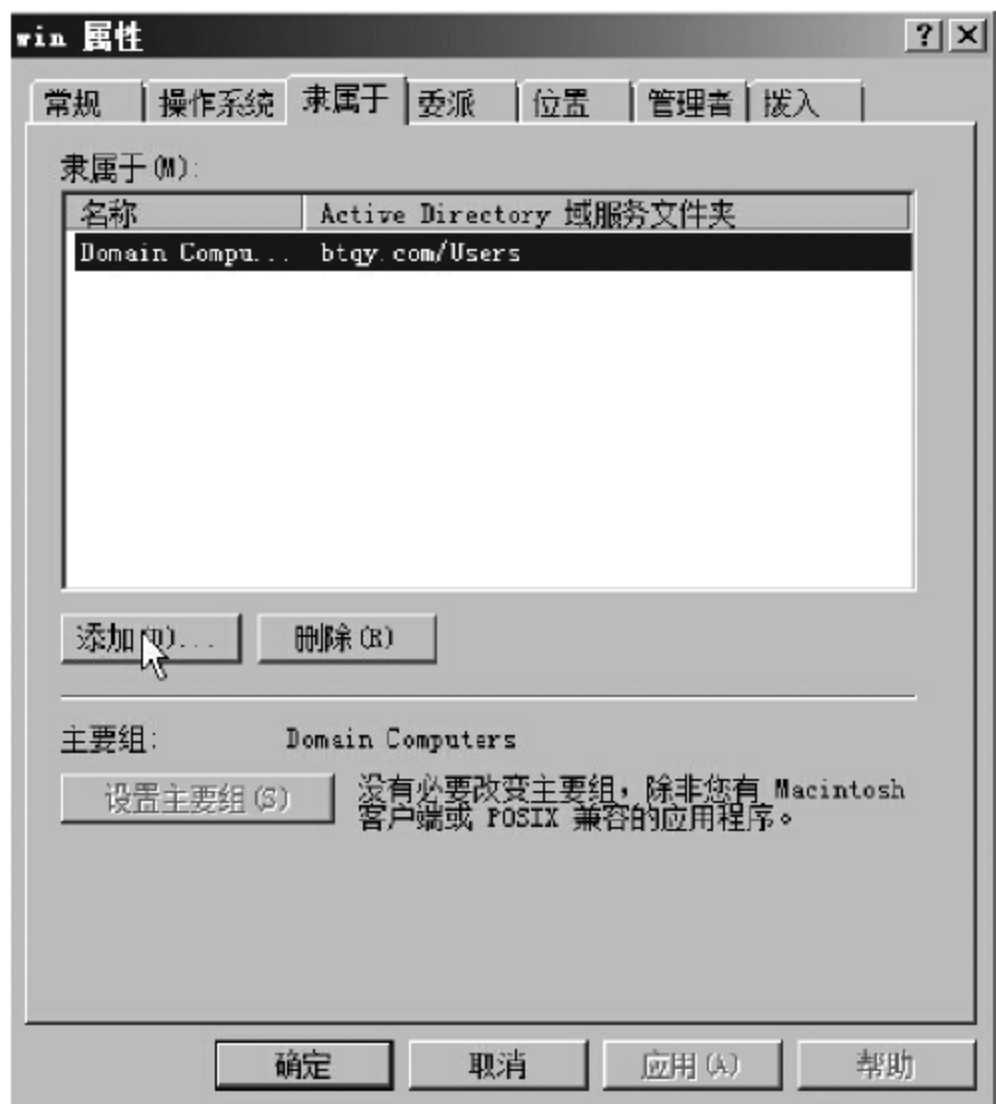 win 属性
常规 操作系统 隶属于 委派 位置 管理者 拨入
隶属于(M):
名称 Active Directory 域服务文件夹
Domain Compu... btqy.com/Users
添加(D)... 删除(R)
主要组: Domain Computers
设置主要组(S) 没有必要改变主要组，除非您有 Macintosh
客户端或 POSIX 兼容的应用程序。
确定 取消 应用(A) 帮助